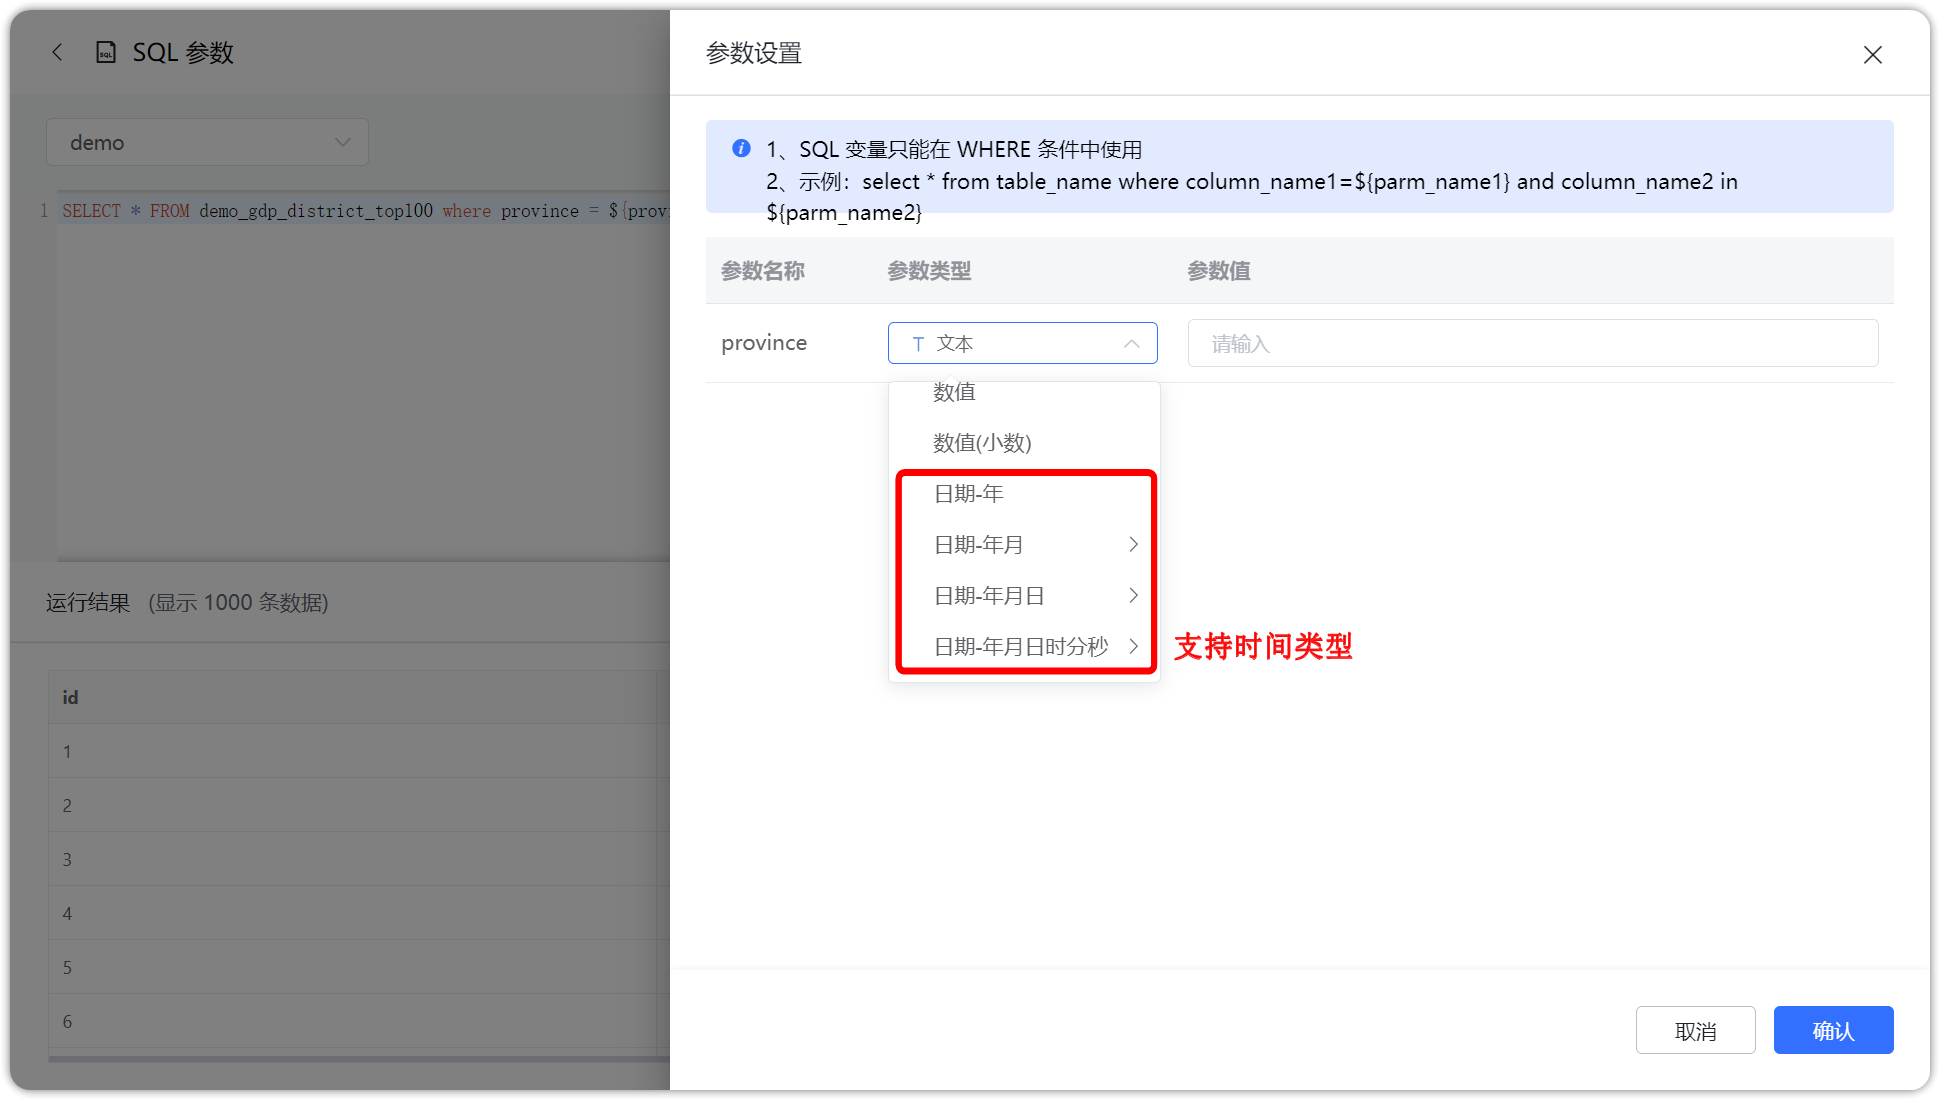 SQL 参数
demo
1 SELECT * FROM demo_gdp_district_top100 where province = ${
运行结果 (显示 1000 条数据)
id
1
2
3
4
5
6
参数设置
1、SQL 变量只能在 WHERE 条件中使用
2、示例：select * from table_name where column_name1=${parm_name1} and column_name2 in
${parm_name2}
参数名称 参数类型 参数值
province T 文本 请输入
数值
数值(小数)
日期-年
日期-年月
日期-年月日
日期-年月日时分秒
支持时间类型
取消 确认